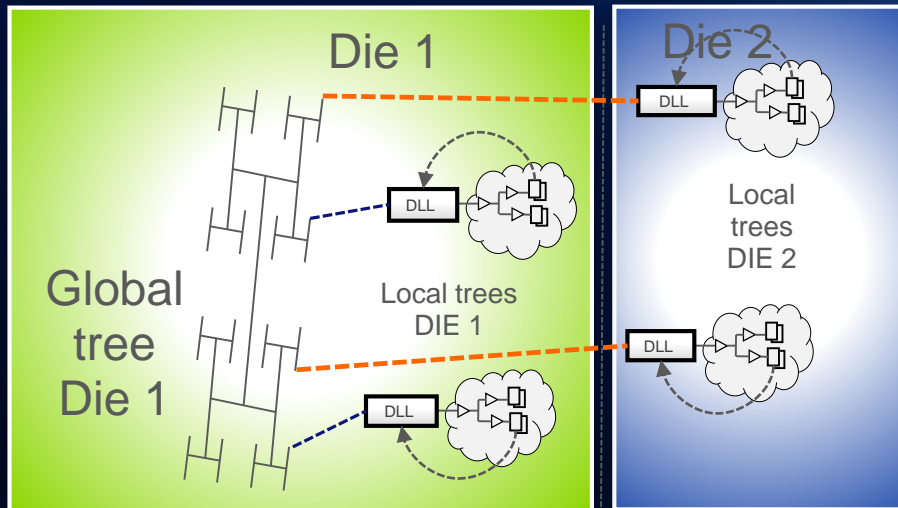 Die 1
Die 2
DLL
DLL
Local
trees
DIE 2
Global
tree
Die 1
Local trees
DIE 1
DLL
DLL